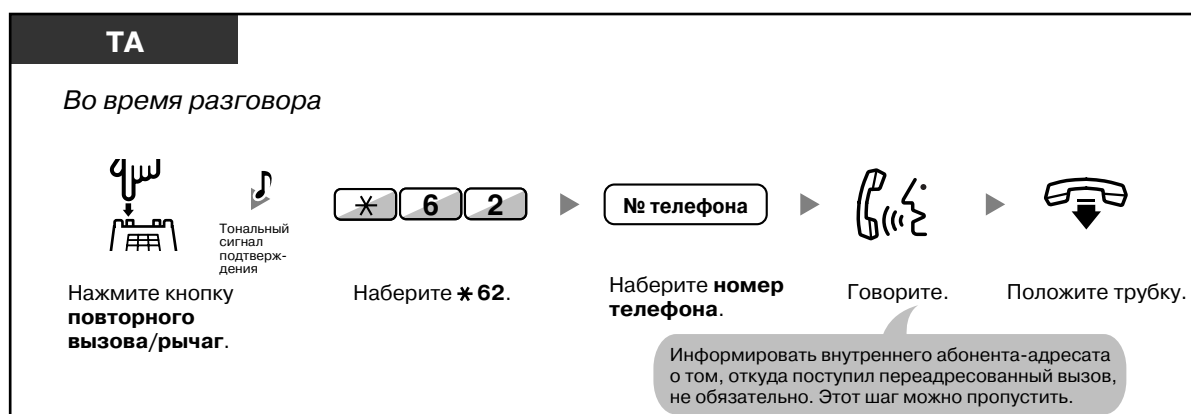 ТА
Во время разговора
Тональный
сигнал
подтверж-
дения
* 6 2
№ телефона
Нажмите кнопку
повторного
вызова/рычаг.
Наберите * 62.
Наберите номер
телефона.
Говорите.
Положите трубку.
Информировать внутреннего абонента-адресата
о том, откуда поступил переадресованный вызов,
не обязательно. Этот шаг можно пропустить.